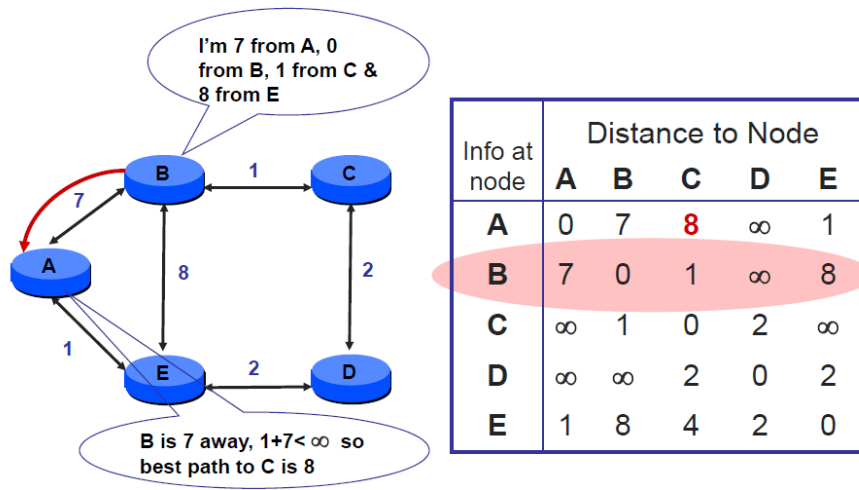 I'm 7 from A, 0
from B, 1 from C &
8 from E
B
1
C
7
A
8
2
1
E
2
D
B is 7 away, 1+7< ∞ so
best path to C is 8
Info at
node
Distance to Node
A B C D E
A 0 7 8 ∞ 1
B 7 0 1 ∞ 8
C ∞ 1 0 2 ∞
D ∞ ∞ 2 0 2
E 1 8 4 2 0